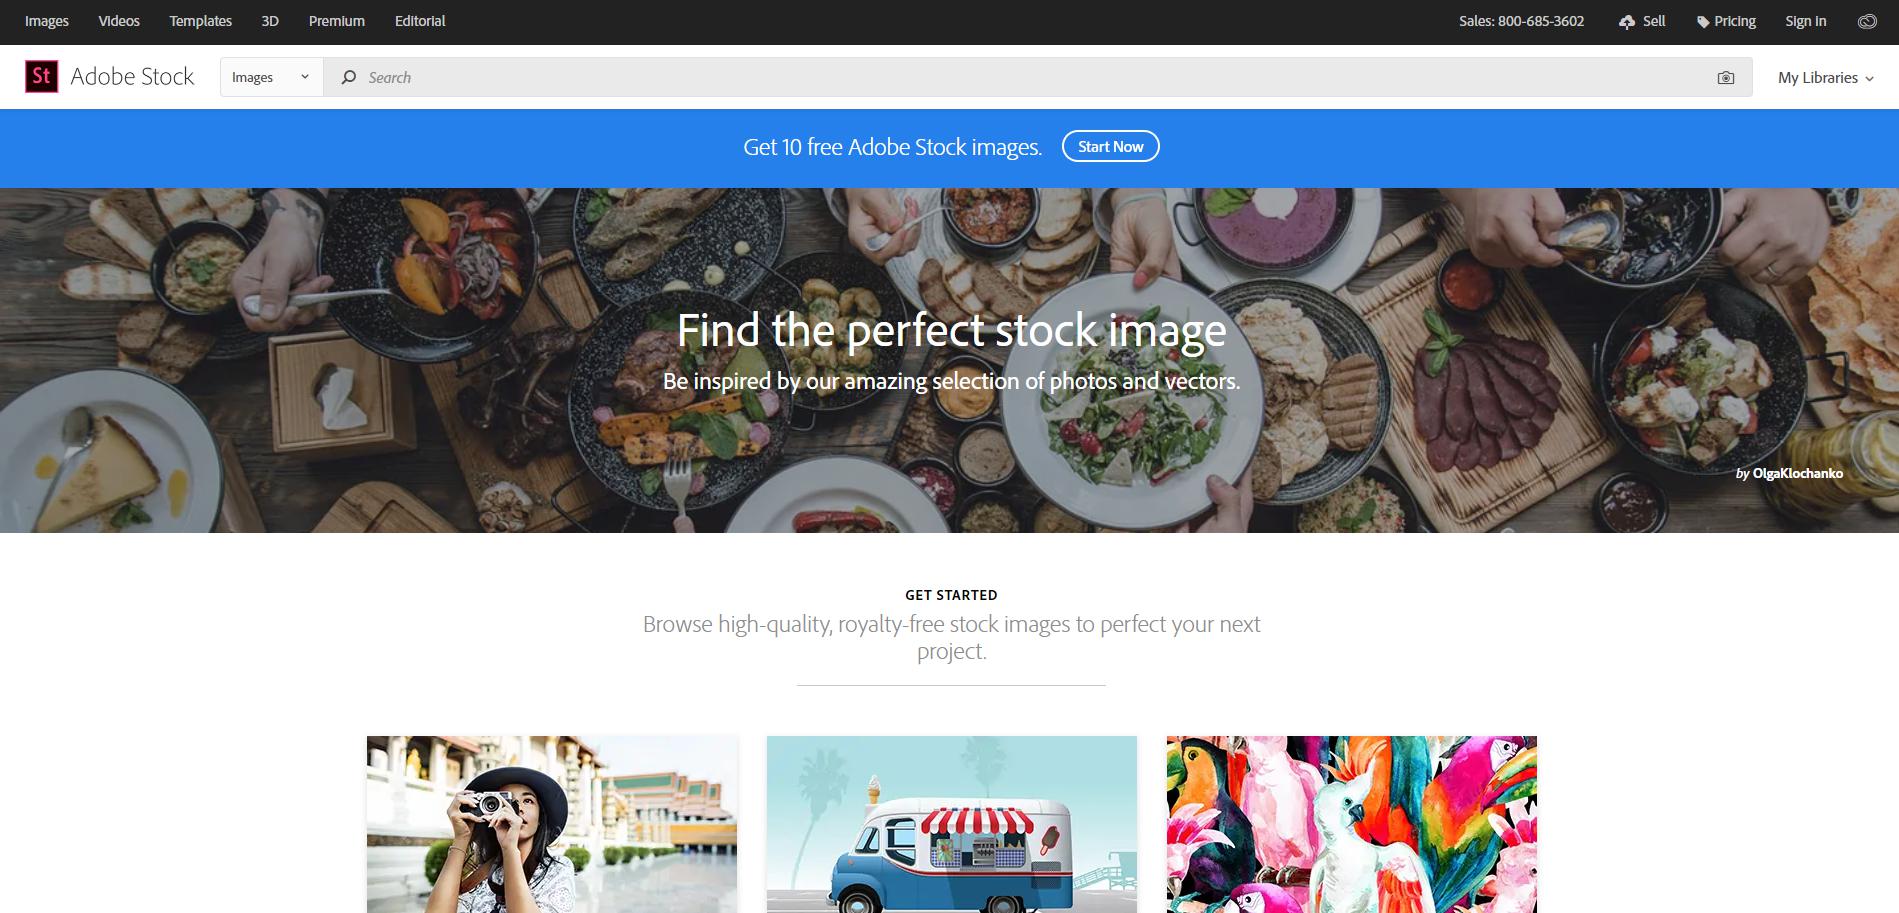 Images Videos Templates 3D Premium Editorial Sales: 800-685-3602 Sell Pricing Sign in
St Adobe Stock Images Search My Libraries
Get 10 free Adobe Stock images. Start Now
Find the perfect stock image
Be inspired by our amazing selection of photos and vectors.
by OlgaKlochanko
GET STARTED
Browse high-quality, royalty-free stock images to perfect your next
project.